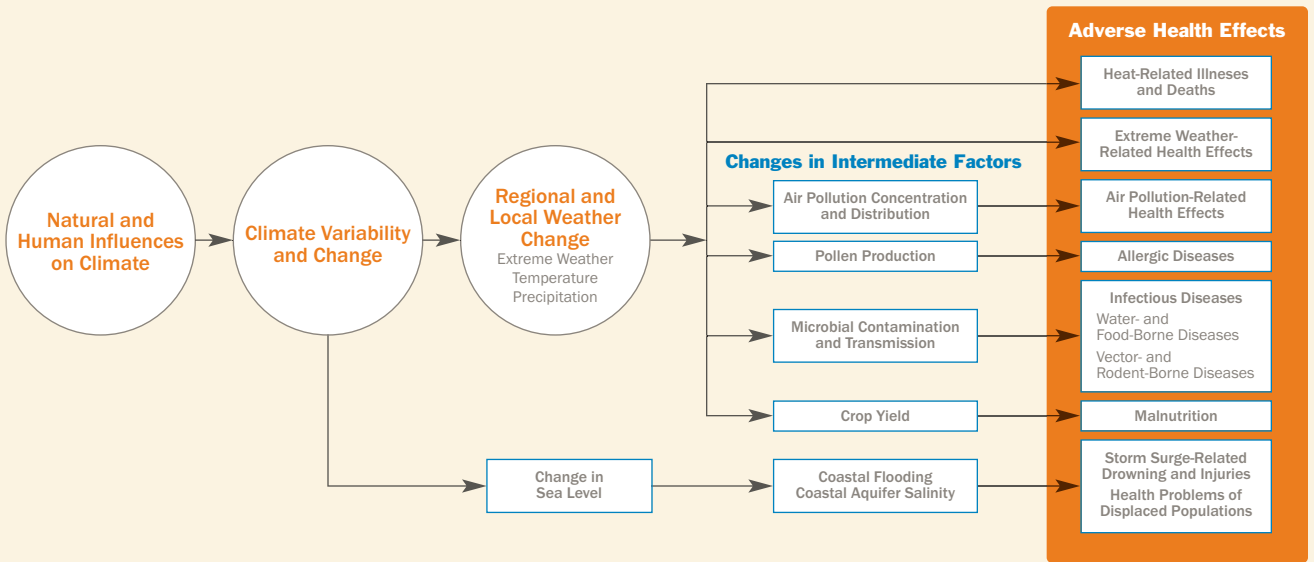 Adverse Health Effects
Natural and
Human Influences
on Climate
Climate Variability
and Change
Regional and
Local Weather
Change
Extreme Weather
Temperature
Precipitation
Changes in Intermediate Factors
Heat-Related Illneses
and Deaths
Extreme Weather-
Related Health Effects
Air Pollution Concentration
and Distribution
Air Pollution-Related
Health Effects
Pollen Production
Allergic Diseases
Microbial Contamination
and Transmission
Infectious Diseases
Water- and
Food-Borne Diseases
Vector- and
Rodent-Borne Diseases
Crop Yield
Malnutrition
Change in
Sea Level
Coastal Flooding
Coastal Aquifer Salinity
Storm Surge-Related
Drowning and Injuries
Health Problems of
Displaced Populations